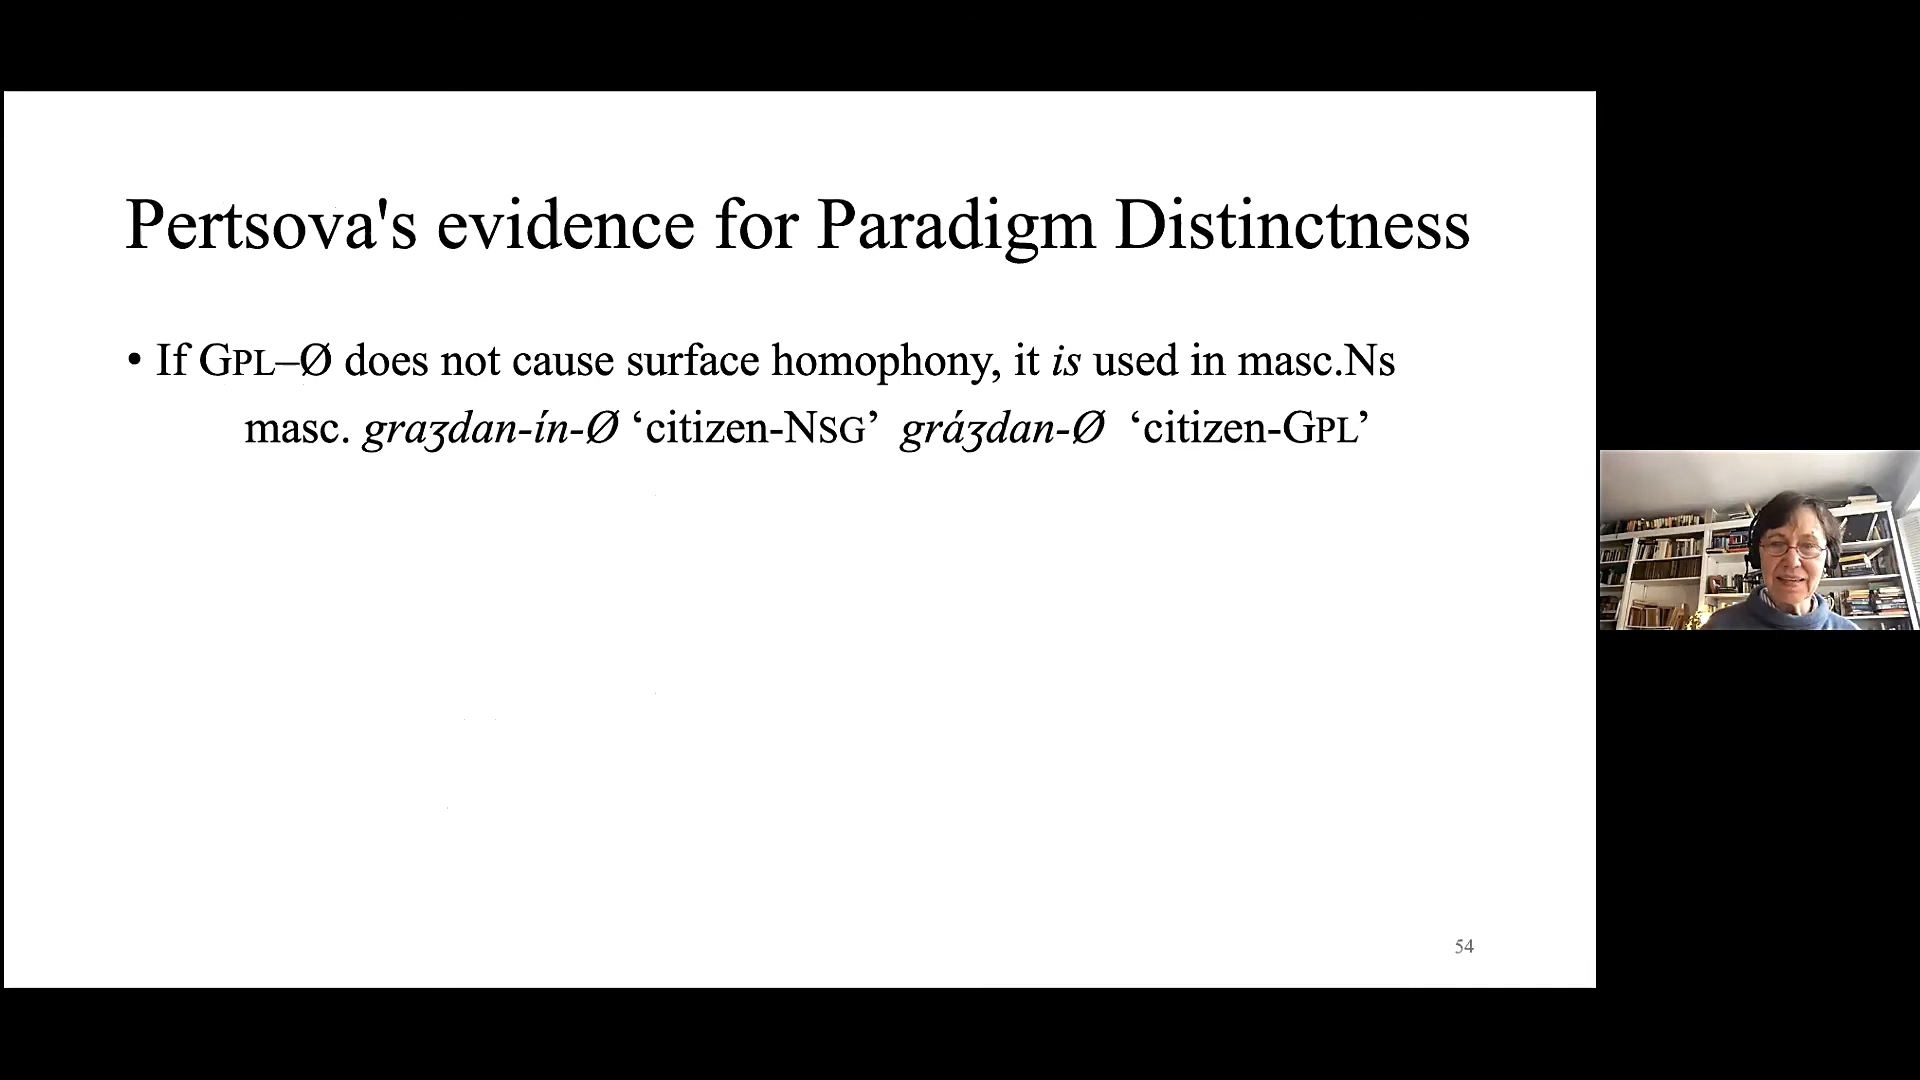 Pertsova's evidence for Paradigm Distinctness
• If GPL–Ø does not cause surface homophony, it is used in masc.Ns
masc. graʒdan-ín-Ø ‘citizen-NSG’ gráʒdan-Ø ‘citizen-GPL’
54